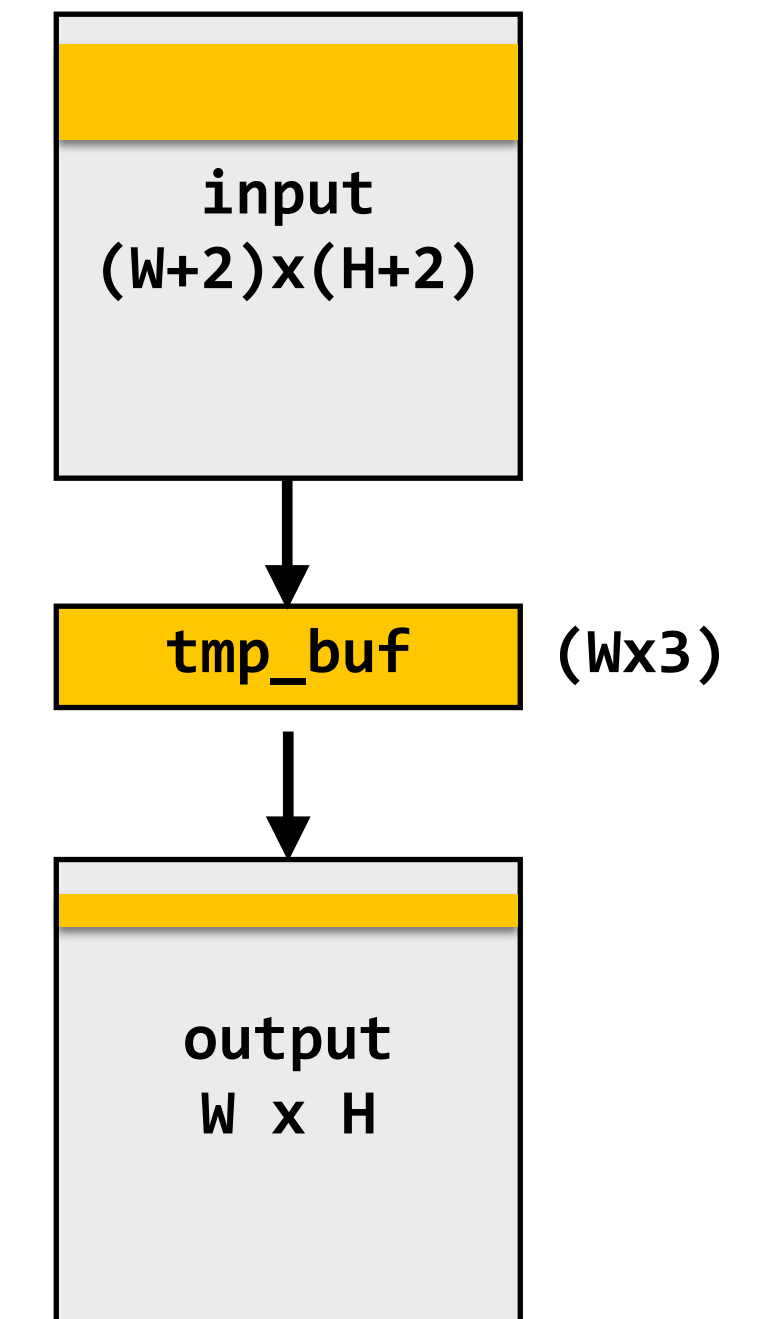 input
(W+2)x(H+2)
tmp_buf
(Wx3)
output
W x H